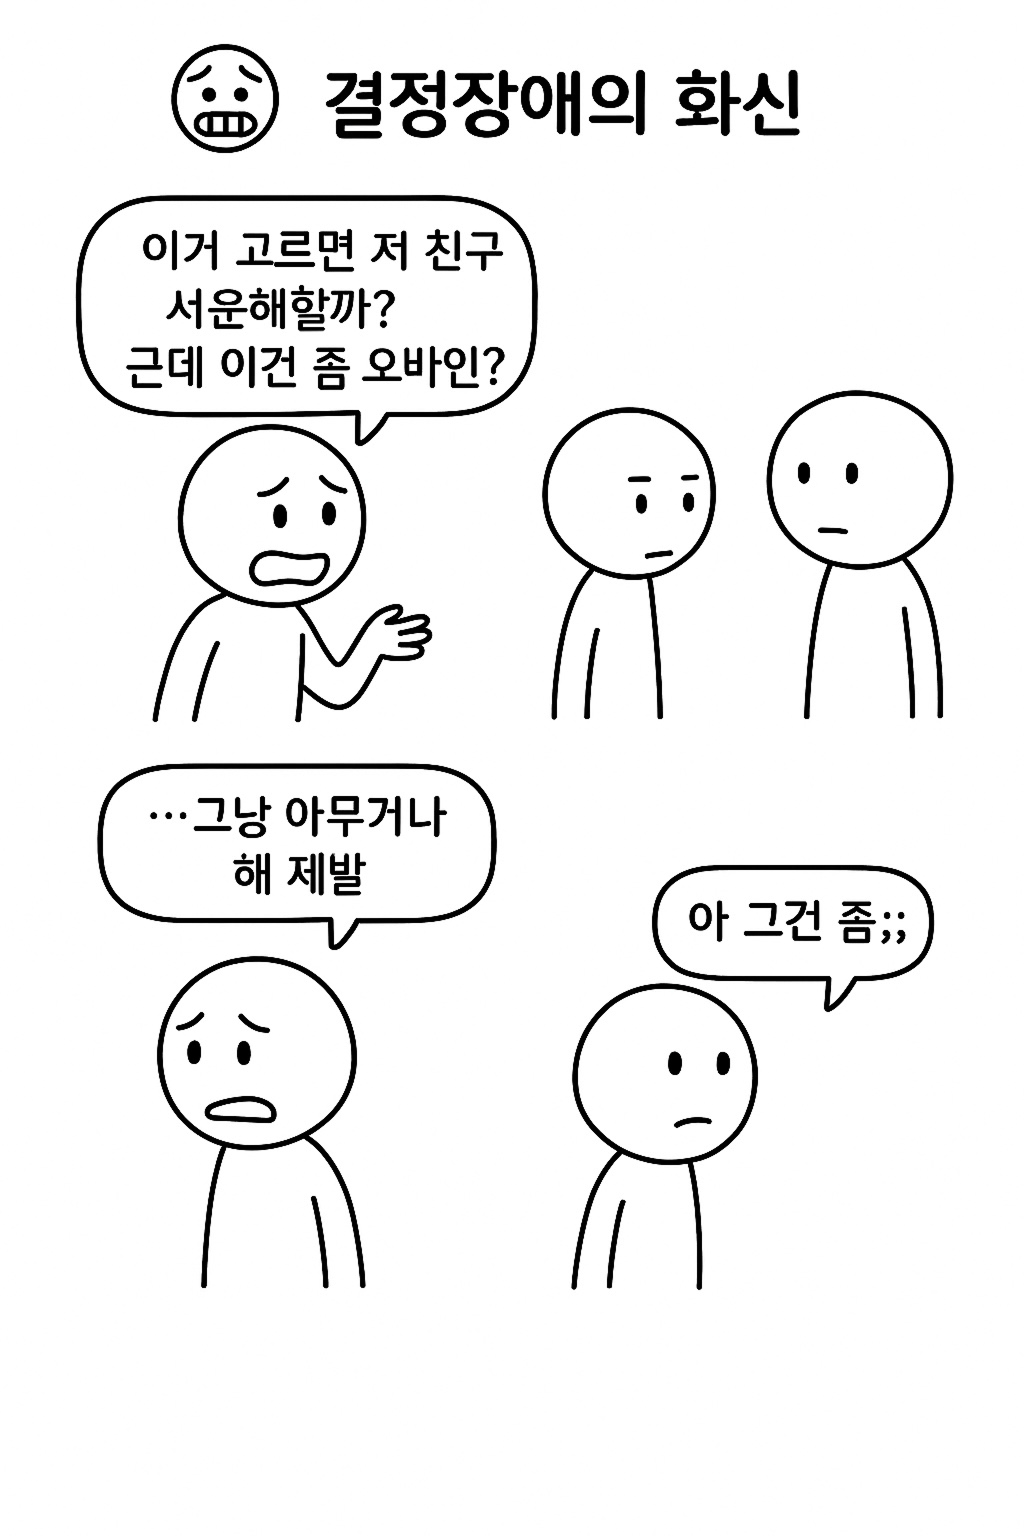 결정장애의 화신
이거 고르면 저 친구
서운해할까?
근데 이건 좀 오바인?
…그냥 아무거나
해 제발
아 그건 좀;;